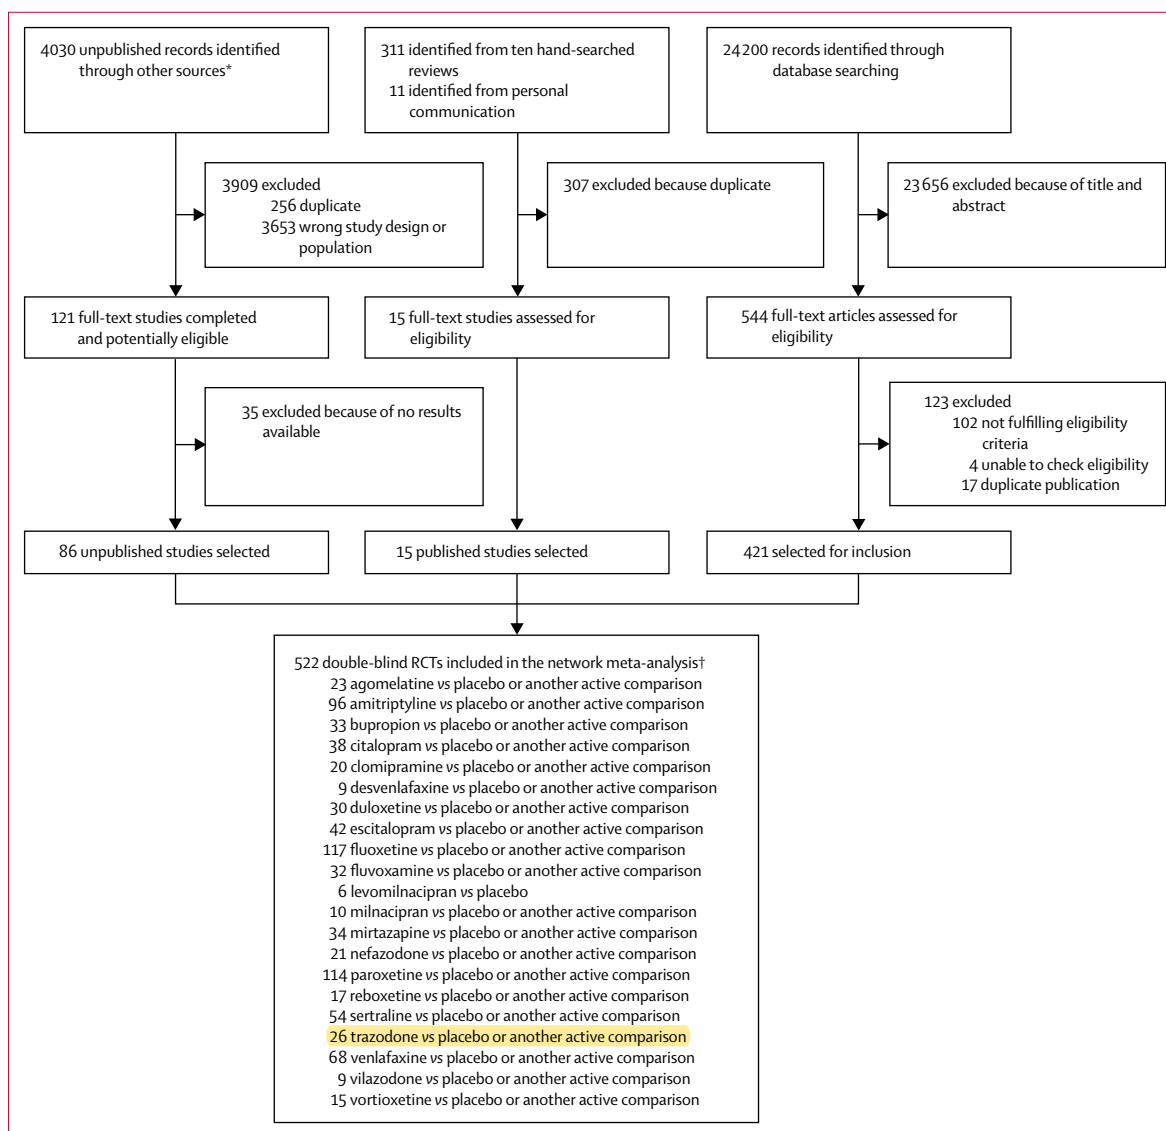 4030 unpublished records identified
through other sources*
311 identified from ten hand-searched
reviews
11 identified from personal
communication
24 200 records identified through
database searching
3909 excluded
256 duplicate
3653 wrong study design or
population
307 excluded because duplicate
23 656 excluded because of title and
abstract
121 full-text studies completed
and potentially eligible
15 full-text studies assessed for
eligibility
544 full-text articles assessed for
eligibility
35 excluded because of no results
available
123 excluded
102 not fulfilling eligibility
criteria
4 unable to check eligibility
17 duplicate publication
86 unpublished studies selected
15 published studies selected
421 selected for inclusion
522 double-blind RCTs included in the network meta-analysis†
23 agomelatine vs placebo or another active comparison
96 amitriptyline vs placebo or another active comparison
33 bupropion vs placebo or another active comparison
38 citalopram vs placebo or another active comparison
20 clomipramine vs placebo or another active comparison
9 desvenlafaxine vs placebo or another active comparison
30 duloxetine vs placebo or another active comparison
42 escitalopram vs placebo or another active comparison
117 fluoxetine vs placebo or another active comparison
32 fluvoxamine vs placebo or another active comparison
6 levomilnacipran vs placebo
10 milnacipran vs placebo or another active comparison
34 mirtazapine vs placebo or another active comparison
21 nefazodone vs placebo or another active comparison
114 paroxetine vs placebo or another active comparison
17 reboxetine vs placebo or another active comparison
54 sertraline vs placebo or another active comparison
26 trazodone vs placebo or another active comparison
68 venlafaxine vs placebo or another active comparison
9 vilazodone vs placebo or another active comparison
15 vortioxetine vs placebo or another active comparison